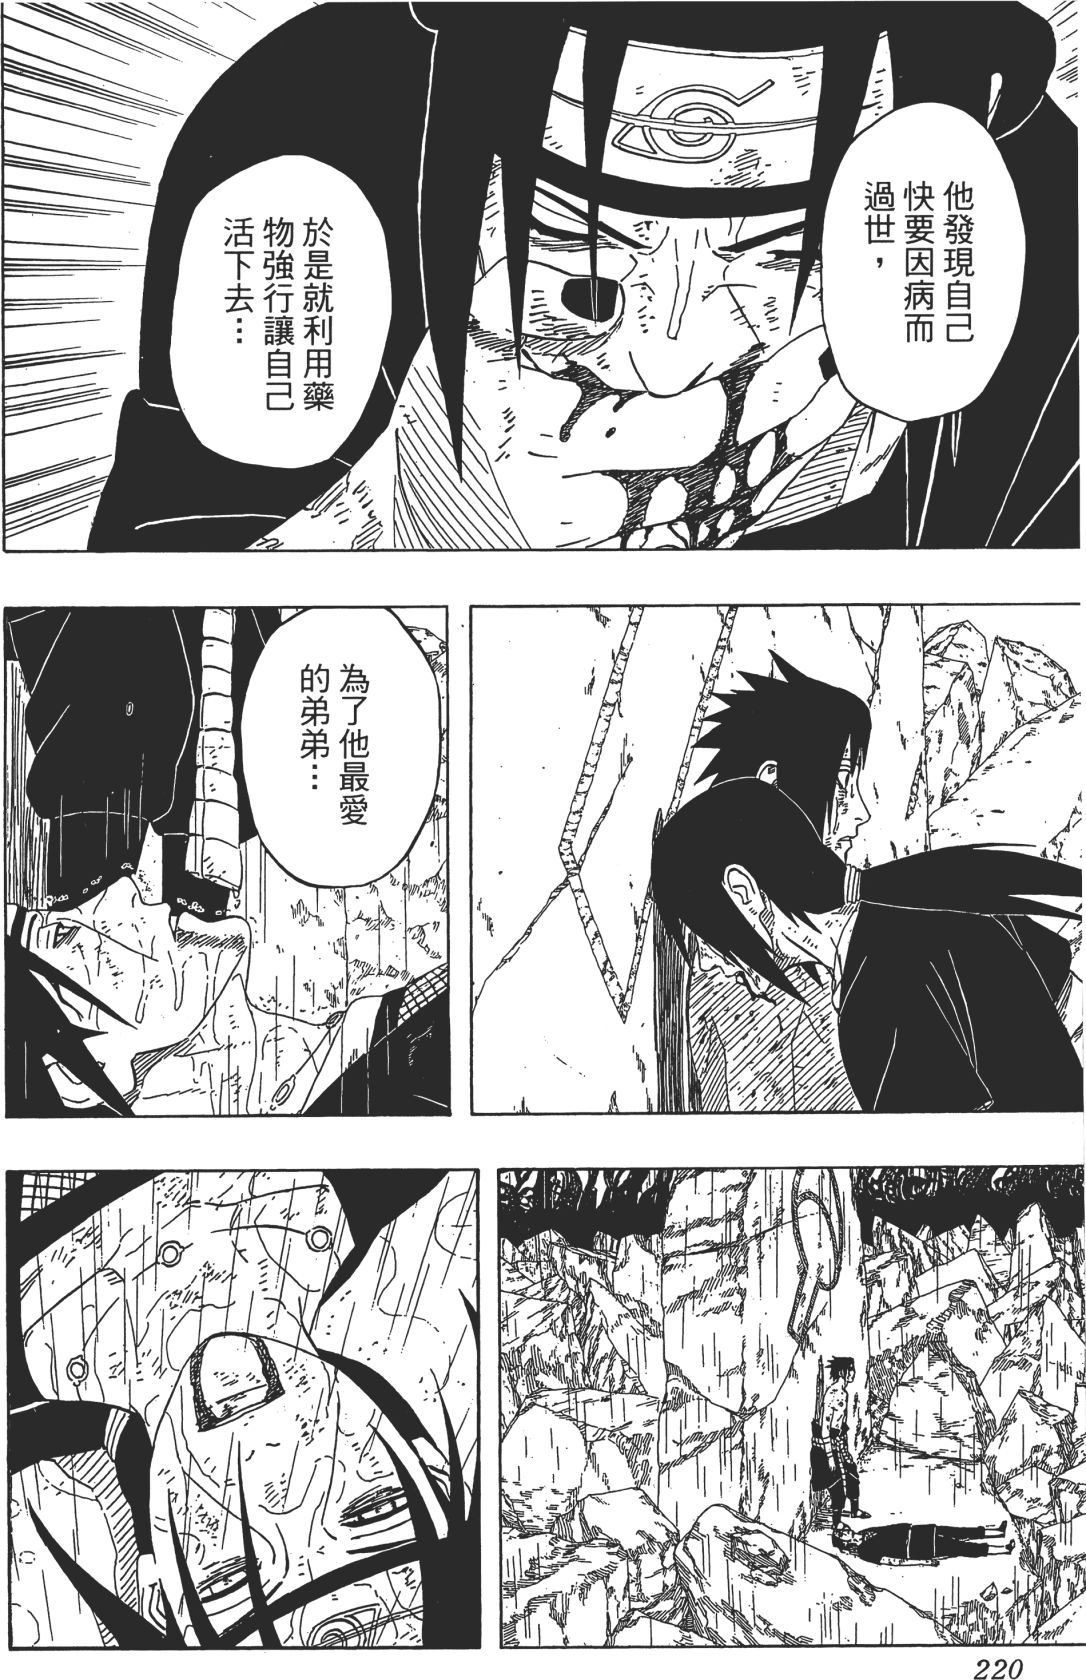 他發現自己
快要因病而
過世，
於是就利用藥
物強行讓自己
活下去…
為了他最愛
的弟弟…
220